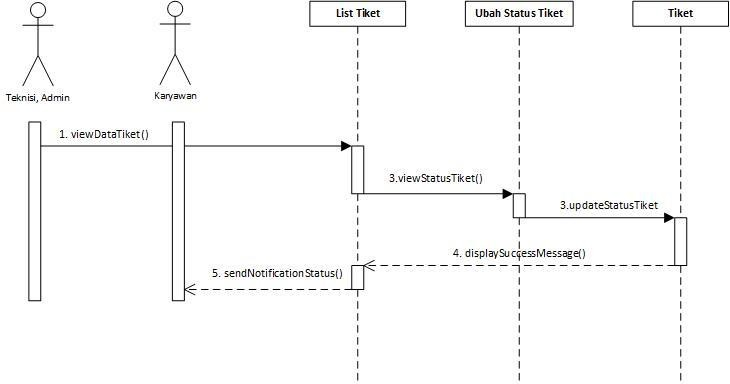 List Tiket
Ubah Status Tiket
Tiket
Teknisi, Admin
Karyawan
1. viewDataTiket()
3.viewStatusTiket()
3.updateStatusTiket
4. displaySuccessMessage()
5. sendNotificationStatus()